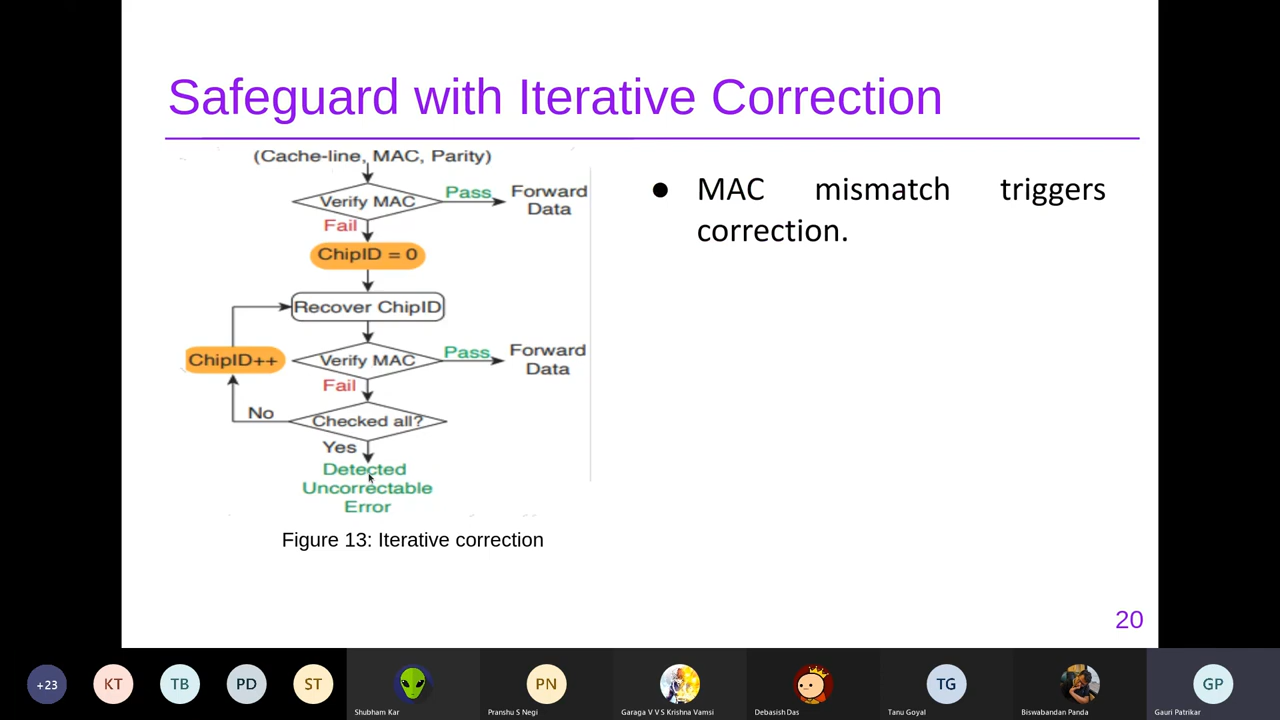 Safeguard with Iterative Correction
(Cache-line, MAC, Parity)
Verify MAC
Pass
Forward
Data
Fail
ChipID = 0
Recover ChipID
ChipID++
Verify MAC
Pass
Forward
Data
Fail
No
Checked all?
Yes
Detected
Uncorrectable
Error
Figure 13: Iterative correction
● MAC mismatch triggers
correction.
20
+23
KT
TB
PD
ST
PN
TG
GP
Shubham Kar
Pranshu S Negi
Garaga V V S Krishna Vamsi
Debasish Das
Tanu Goyal
Biswabandan Panda
Gauri Patrikar